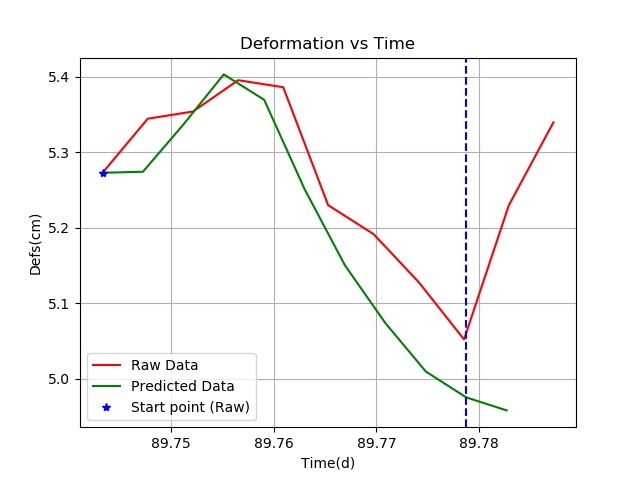 Deformation vs Time
5.4
5.3
5.2
5.1
5.0
Defs(cm)
Raw Data
Predicted Data
Start point (Raw)
89.75 89.76 89.77 89.78
Time(d)